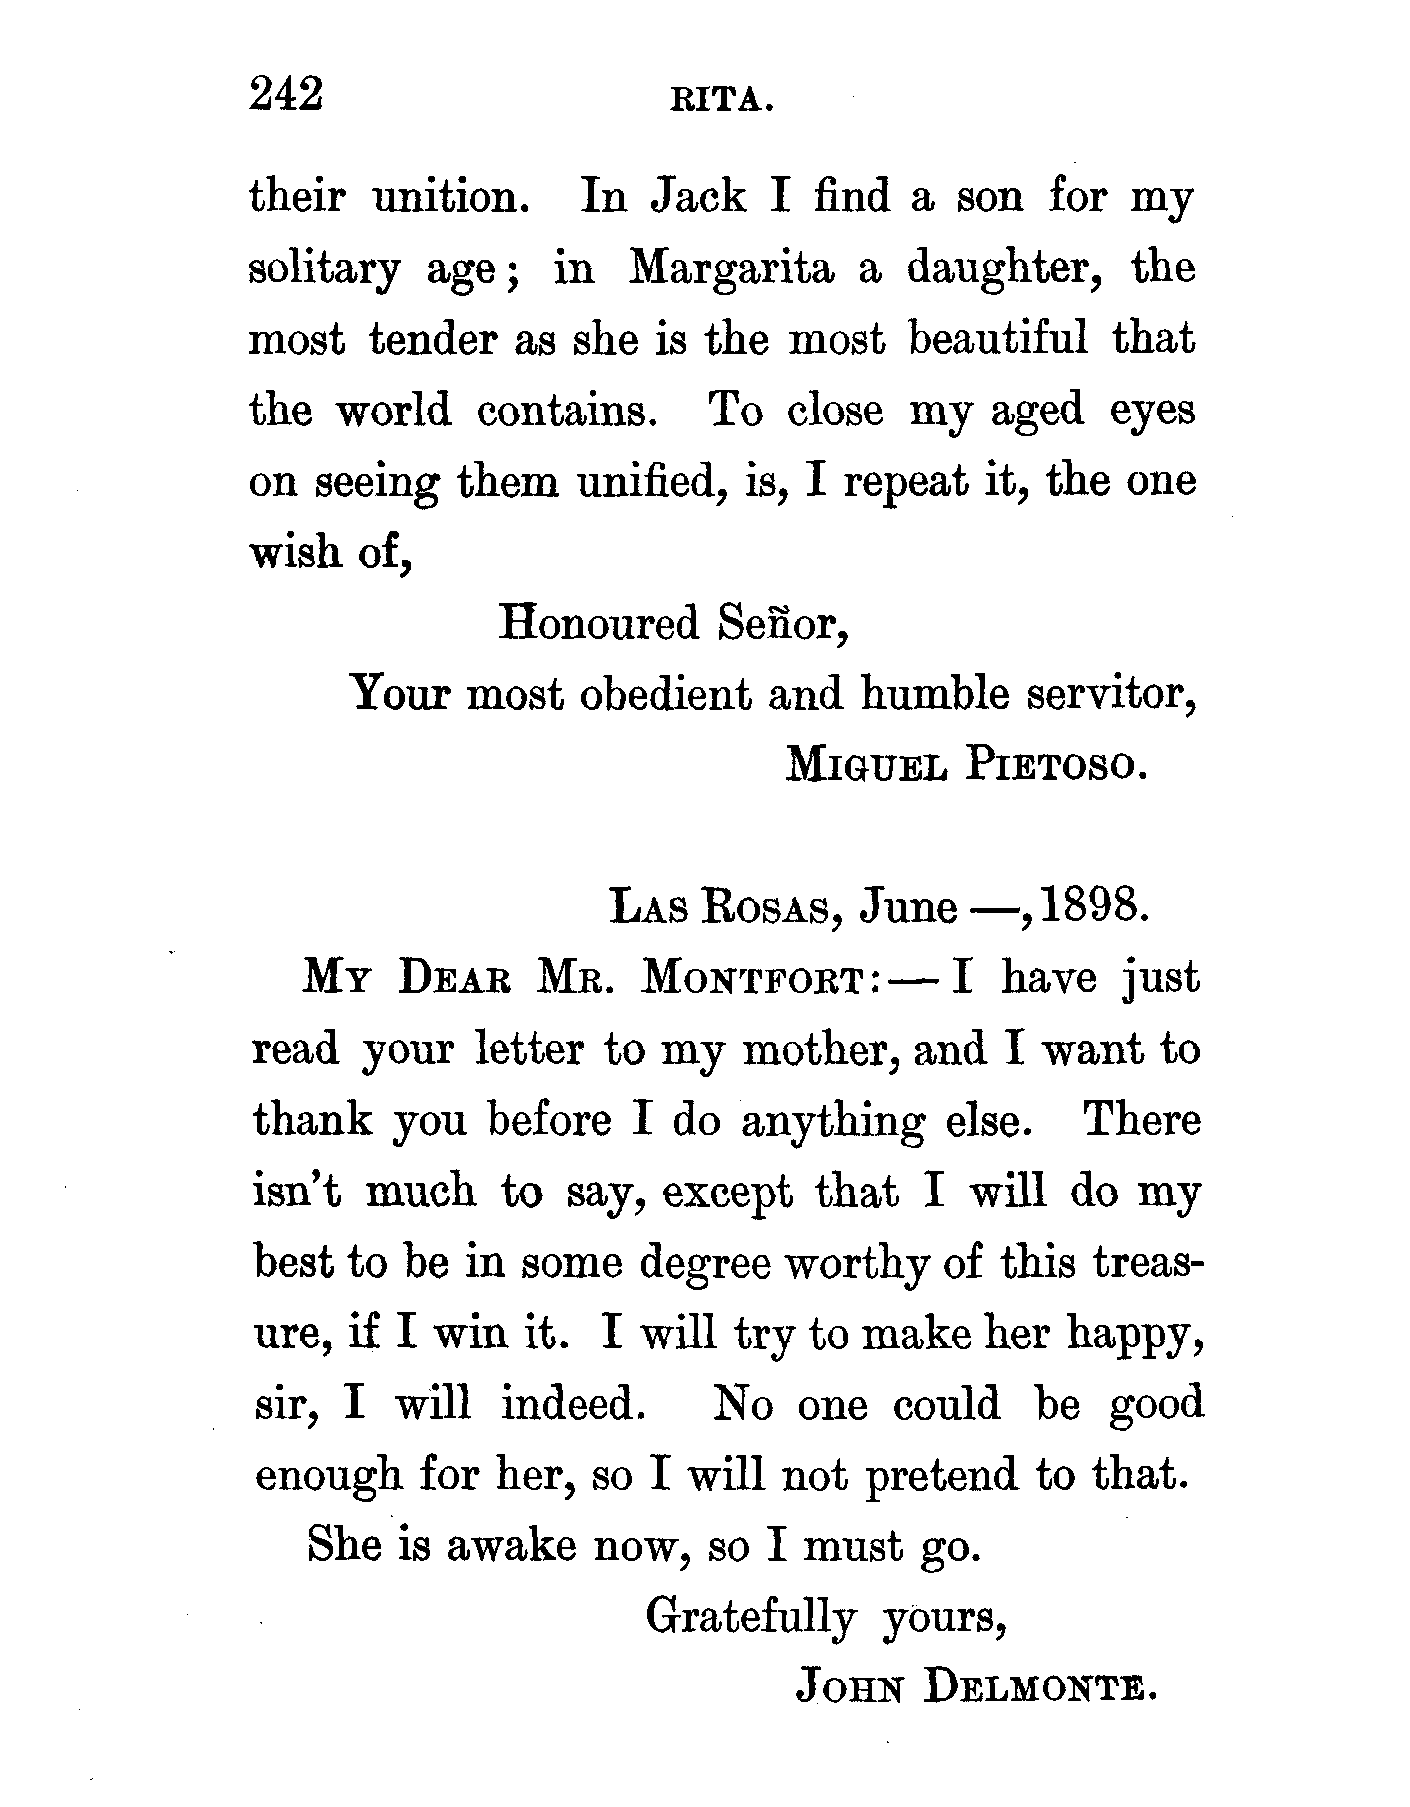 242 RITA.
their unition. In Jack I find a son for my
solitary age; in Margarita a daughter, the
most tender as she is the most beautiful that
the world contains. To close my aged eyes
on seeing them unified, is, I repeat it, the one
wish of,
Honoured Señor,
Your most obedient and humble servitor,
MIGUEL PIETOSO.
LAS ROSAS, June —, 1898.
MY DEAR MR. MONTFORT:— I have just
read your letter to my mother, and I want to
thank you before I do anything else. There
isn't much to say, except that I will do my
best to be in some degree worthy of this treas-
ure, if I win it. I will try to make her happy,
sir, I will indeed. No one could be good
enough for her, so I will not pretend to that.
She is awake now, so I must go.
Gratefully yours,
JOHN DELMONTE.